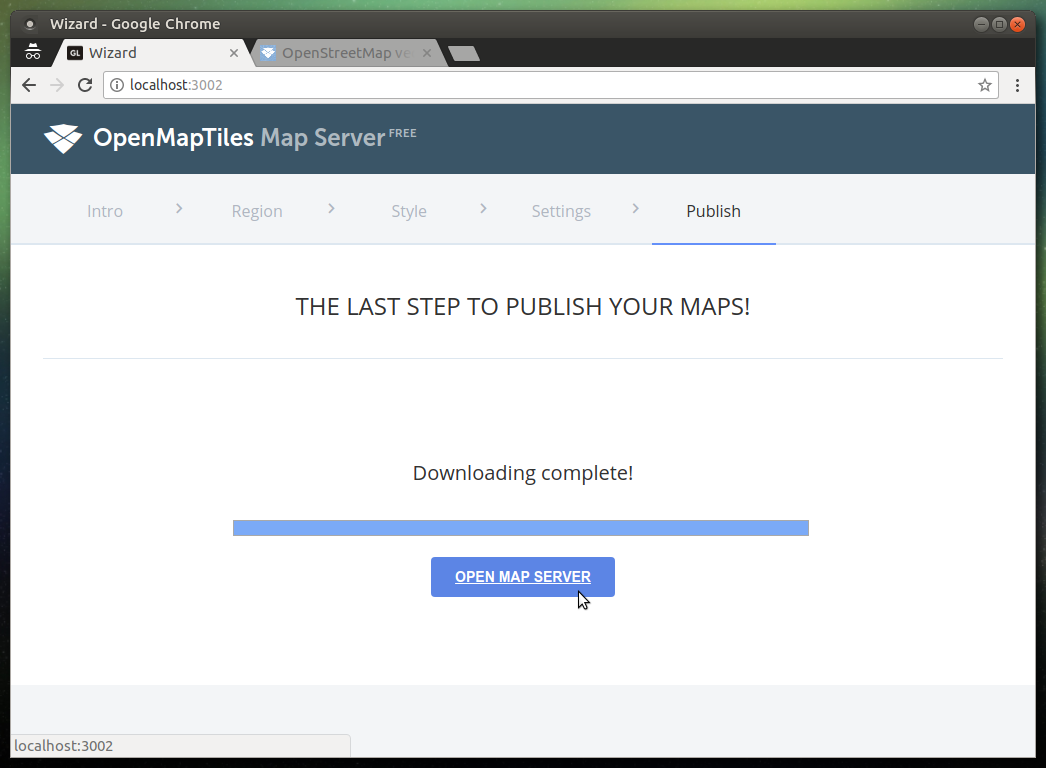 Wizard - Google Chrome
GL Wizard
OpenStreetMap ve
localhost:3002
OpenMapTiles Map Server FREE
Intro Region Style Settings Publish
THE LAST STEP TO PUBLISH YOUR MAPS!
Downloading complete!
OPEN MAP SERVER
localhost:3002